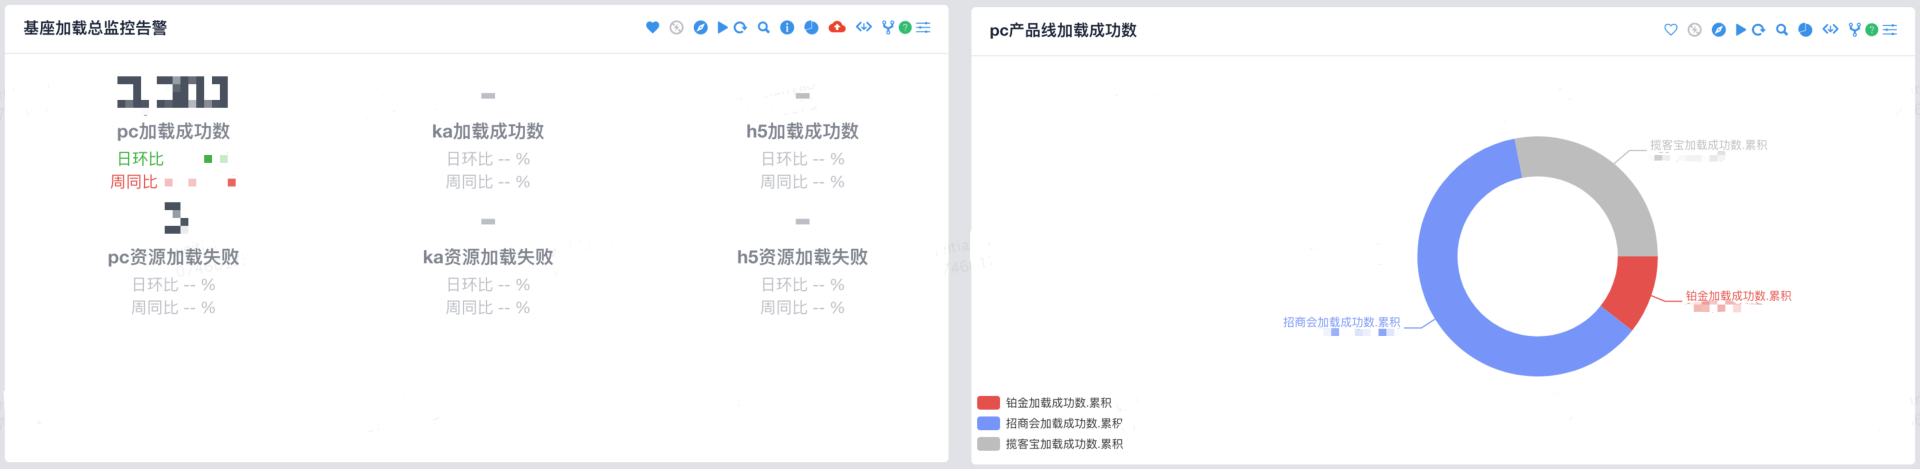 基座加载总监控告警
pc加载成功数
日环比
周同比
ka加载成功数
日环比 -- %
周同比 -- %
h5加载成功数
日环比 -- %
周同比 -- %
pc资源加载失败
日环比 -- %
周同比 -- %
ka资源加载失败
日环比 -- %
周同比 -- %
h5资源加载失败
日环比 -- %
周同比 -- %
pc产品线加载成功数
揽客宝加载成功数.累积
铂金加载成功数.累积
招商会加载成功数.累积
铂金加载成功数.累积
招商会加载成功数.累积
揽客宝加载成功数.累积